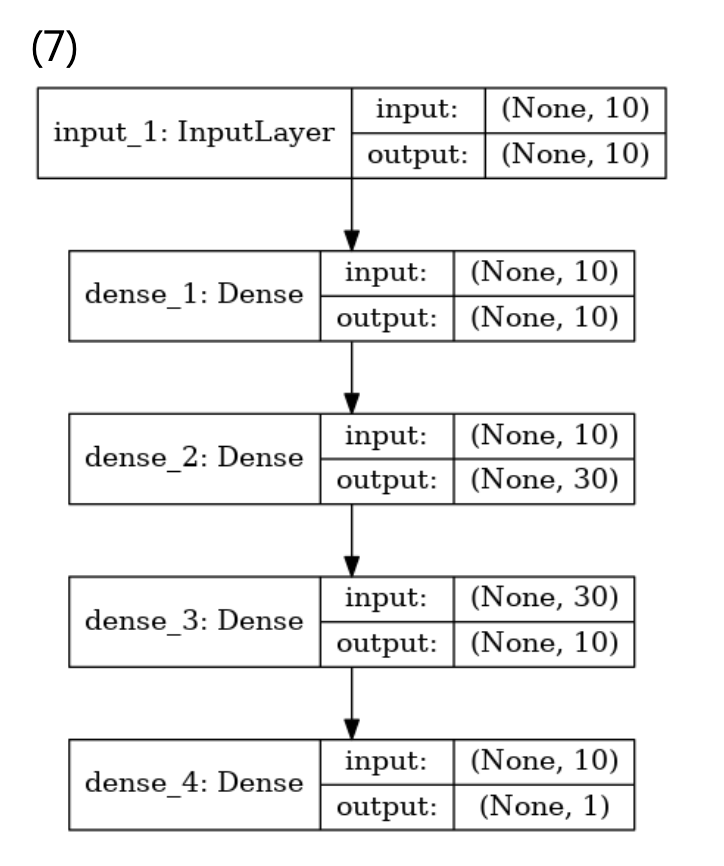 (7)
input_1: InputLayer
input:
(None, 10)
output:
(None, 10)
dense_1: Dense
input:
(None, 10)
output:
(None, 10)
dense_2: Dense
input:
(None, 10)
output:
(None, 30)
dense_3: Dense
input:
(None, 30)
output:
(None, 10)
dense_4: Dense
input:
(None, 10)
output:
(None, 1)